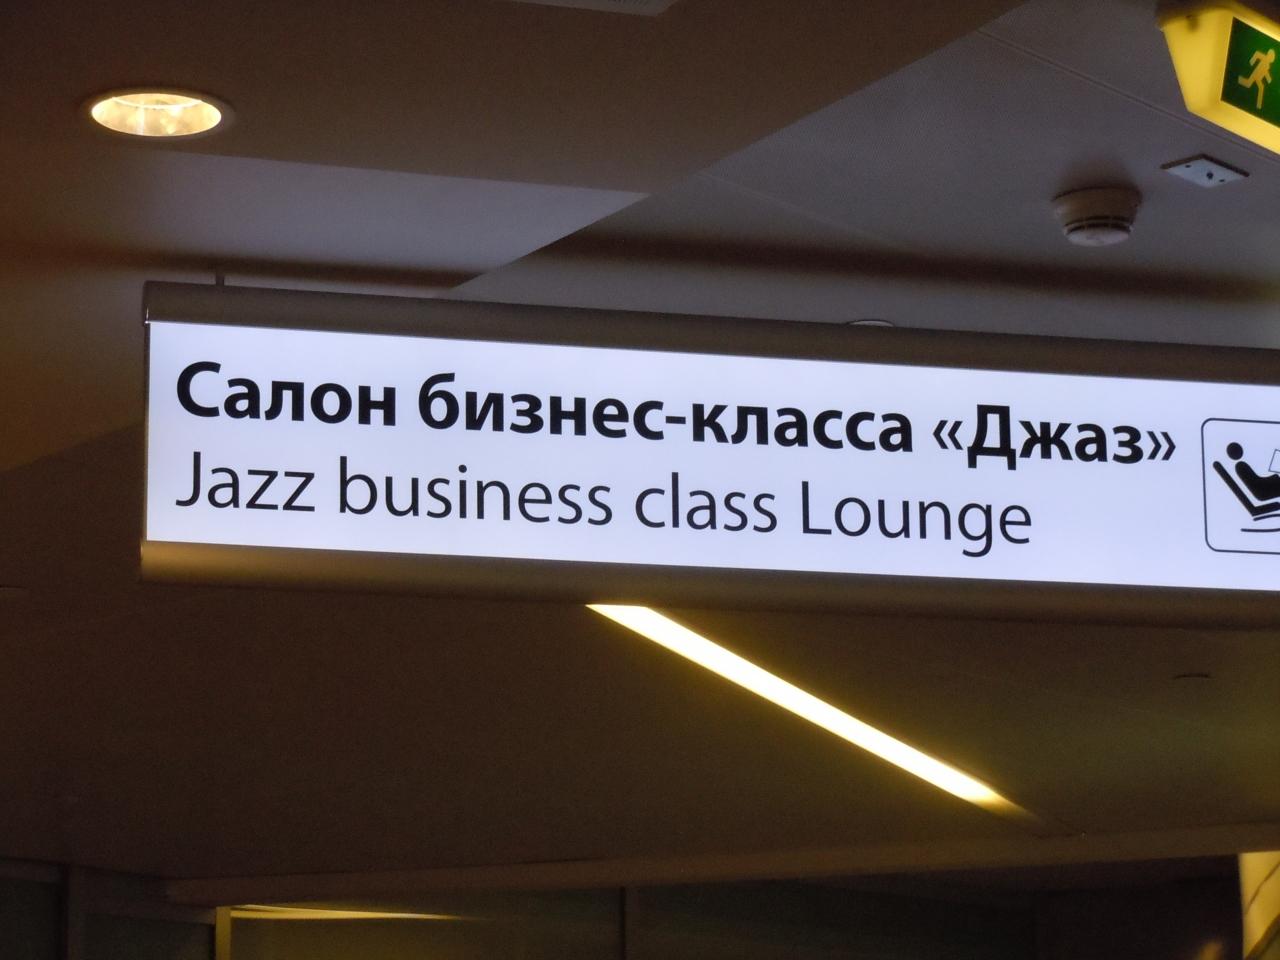 Салон бизнес-класса «Джаз»
Jazz business class Lounge